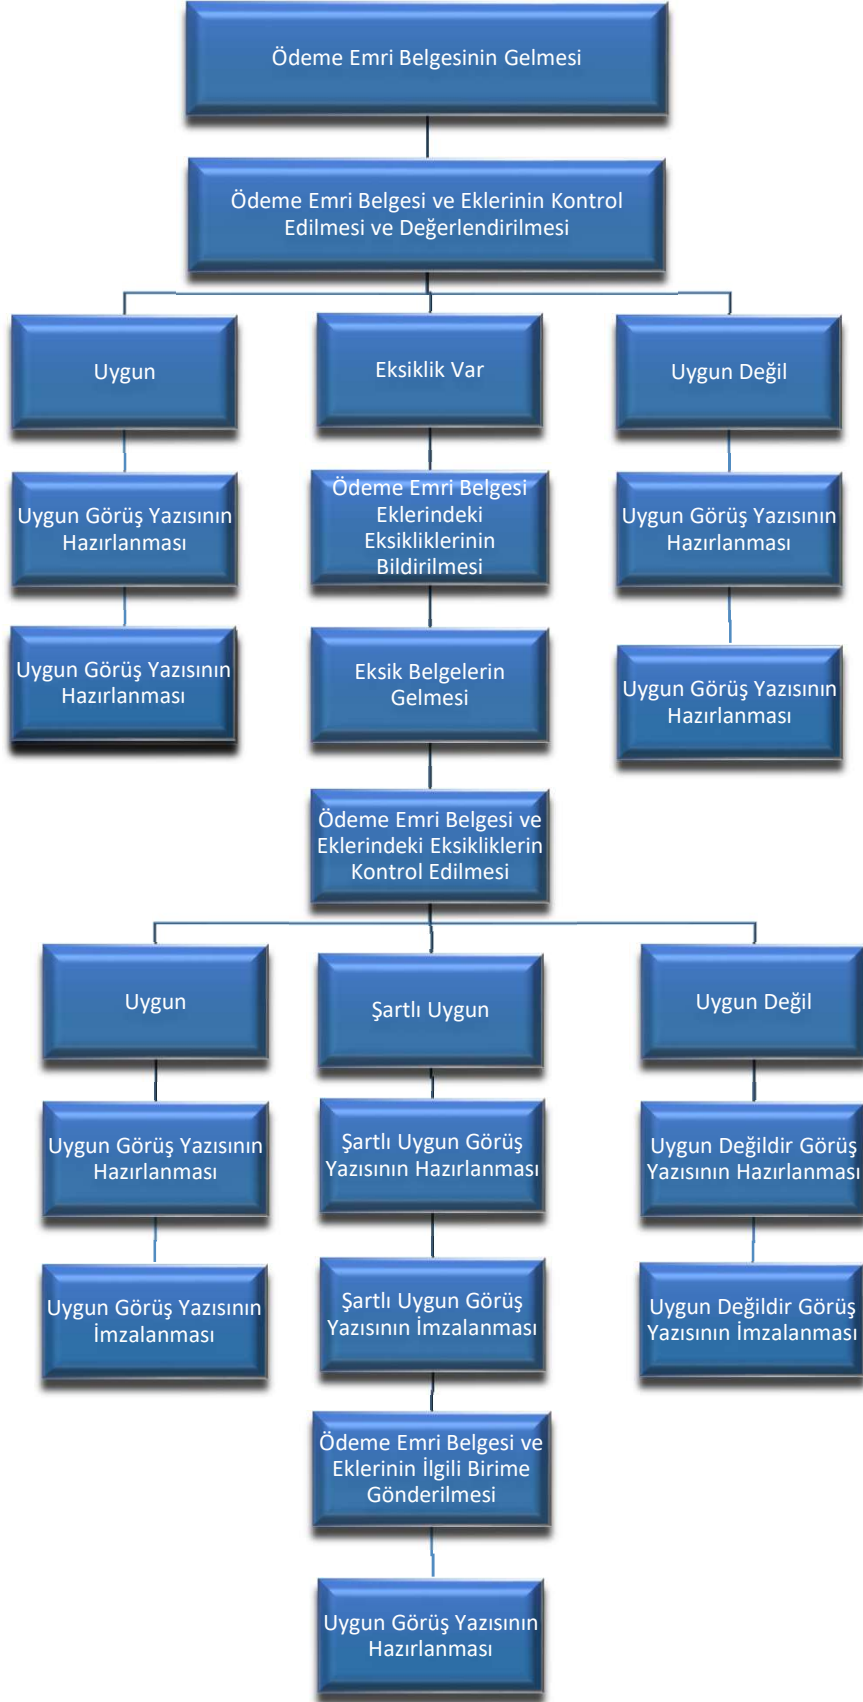 Ödeme Emri Belgesinin Gelmesi
Ödeme Emri Belgesi ve Eklerinin Kontrol
Edilmesi ve Değerlendirilmesi
Uygun
Eksiklik Var
Uygun Değil
Uygun Görüş Yazısının
Hazırlanması
Ödeme Emri Belgesi
Eklerindeki
Eksikliklerinin
Bildirilmesi
Uygun Görüş Yazısının
Hazırlanması
Uygun Görüş Yazısının
Hazırlanması
Eksik Belgelerin
Gelmesi
Uygun Görüş Yazısının
Hazırlanması
Ödeme Emri Belgesi ve
Eklerindeki Eksikliklerin
Kontrol Edilmesi
Uygun
Şartlı Uygun
Uygun Değil
Uygun Görüş Yazısının
Hazırlanması
Şartlı Uygun Görüş
Yazısının Hazırlanması
Uygun Değildir Görüş
Yazısının Hazırlanması
Uygun Görüş Yazısının
İmzalanması
Şartlı Uygun Görüş
Yazısının İmzalanması
Uygun Değildir Görüş
Yazısının İmzalanması
Ödeme Emri Belgesi ve
Eklerinin İlgili Birime
Gönderilmesi
Uygun Görüş Yazısının
Hazırlanması